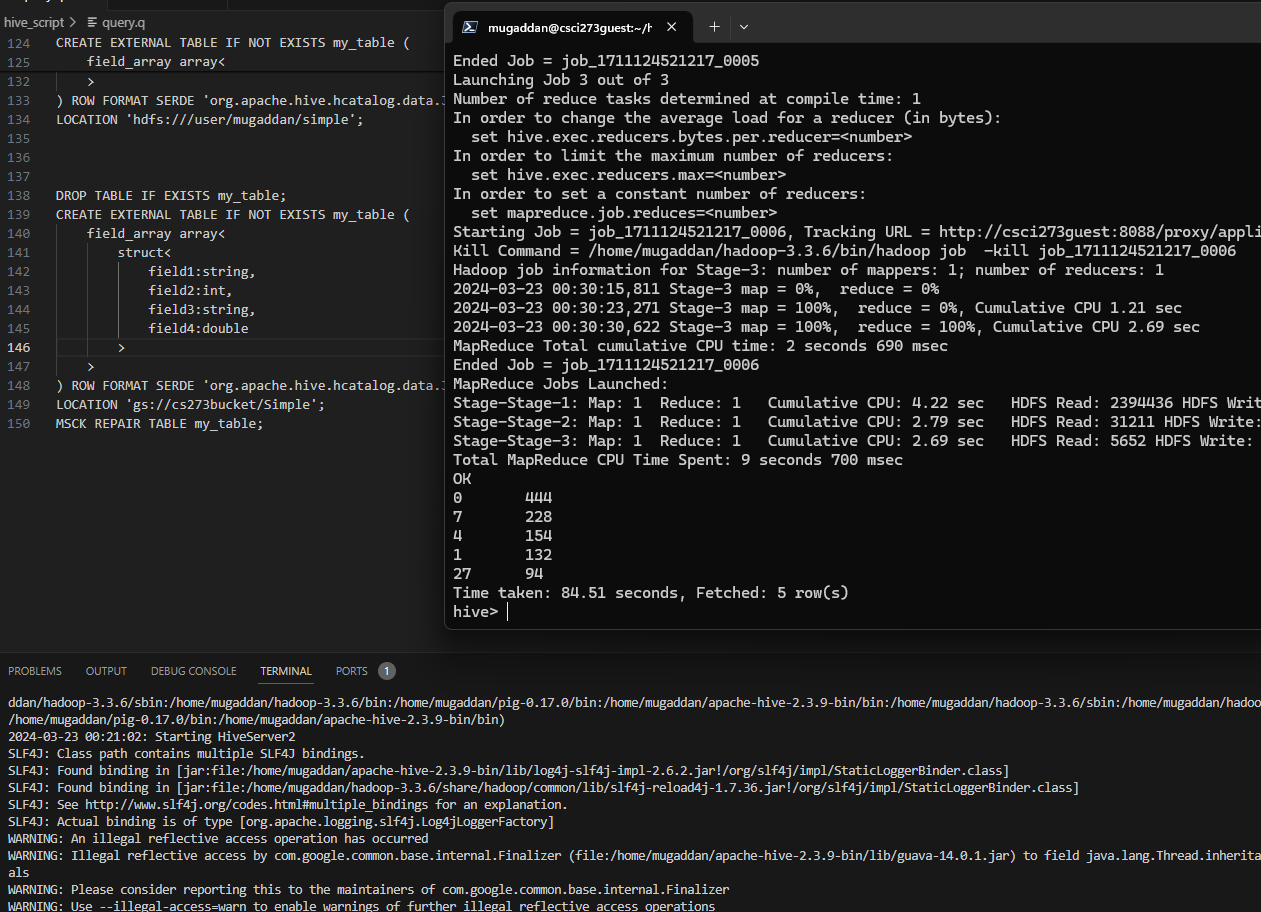 hive_script > query.q
124 CREATE EXTERNAL TABLE IF NOT EXISTS my_table (
125 field_array array<
132 >
133 ) ROW FORMAT SERDE 'org.apache.hive.hcatalog.data.
134 LOCATION 'hdfs:///user/mugaddan/simple';
135
136
137
138 DROP TABLE IF EXISTS my_table;
139 CREATE EXTERNAL TABLE IF NOT EXISTS my_table (
140 field_array array<
141 struct<
142 field1:string,
143 field2:int,
144 field3:string,
145 field4:double
146 >
147 >
148 ) ROW FORMAT SERDE 'org.apache.hive.hcatalog.data.
149 LOCATION 'gs://cs273bucket/Simple';
150 MSCK REPAIR TABLE my_table;
mugaddan@csci273guest:~/h
Ended Job = job_1711124521217_0005
Launching Job 3 out of 3
Number of reduce tasks determined at compile time: 1
In order to change the average load for a reducer (in bytes):
set hive.exec.reducers.bytes.per.reducer=<number>
In order to limit the maximum number of reducers:
set hive.exec.reducers.max=<number>
In order to set a constant number of reducers:
set mapreduce.job.reduces=<number>
Starting Job = job_1711124521217_0006, Tracking URL = http://csci273guest:8088/proxy/appli
Kill Command = /home/mugaddan/hadoop-3.3.6/bin/hadoop job -kill job_1711124521217_0006
Hadoop job information for Stage-3: number of mappers: 1; number of reducers: 1
2024-03-23 00:30:15,811 Stage-3 map = 0%, reduce = 0%
2024-03-23 00:30:23,271 Stage-3 map = 100%, reduce = 0%, Cumulative CPU 1.21 sec
2024-03-23 00:30:30,622 Stage-3 map = 100%, reduce = 100%, Cumulative CPU 2.69 sec
MapReduce Total cumulative CPU time: 2 seconds 690 msec
Ended Job = job_1711124521217_0006
MapReduce Jobs Launched:
Stage-Stage-1: Map: 1 Reduce: 1 Cumulative CPU: 4.22 sec HDFS Read: 2394436 HDFS Writ
Stage-Stage-2: Map: 1 Reduce: 1 Cumulative CPU: 2.79 sec HDFS Read: 31211 HDFS Write:
Stage-Stage-3: Map: 1 Reduce: 1 Cumulative CPU: 2.69 sec HDFS Read: 5652 HDFS Write:
Total MapReduce CPU Time Spent: 9 seconds 700 msec
OK
0 444
7 228
4 154
1 132
27 94
Time taken: 84.51 seconds, Fetched: 5 row(s)
hive>
PROBLEMS OUTPUT DEBUG CONSOLE TERMINAL PORTS 1
ddan/hadoop-3.3.6/sbin:/home/mugaddan/hadoop-3.3.6/bin:/home/mugaddan/pig-0.17.0/bin:/home/mugaddan/apache-hive-2.3.9-bin/bin:/home/mugaddan/hadoop-3.3.6/sbin:/home/mugaddan/hadoo
/home/mugaddan/pig-0.17.0/bin:/home/mugaddan/apache-hive-2.3.9-bin/bin)
2024-03-23 00:21:02: Starting HiveServer2
SLF4J: Class path contains multiple SLF4J bindings.
SLF4J: Found binding in [jar:file:/home/mugaddan/apache-hive-2.3.9-bin/lib/log4j-slf4j-impl-2.6.2.jar!/org/slf4j/impl/StaticLoggerBinder.class]
SLF4J: Found binding in [jar:file:/home/mugaddan/hadoop-3.3.6/share/hadoop/common/lib/slf4j-reload4j-1.7.36.jar!/org/slf4j/impl/StaticLoggerBinder.class]
SLF4J: See http://www.slf4j.org/codes.html#multiple_bindings for an explanation.
SLF4J: Actual binding is of type [org.apache.logging.slf4j.Log4jLoggerFactory]
WARNING: An illegal reflective access operation has occurred
WARNING: Illegal reflective access by com.google.common.base.internal.Finalizer (file:/home/mugaddan/apache-hive-2.3.9-bin/lib/guava-14.0.1.jar) to field java.lang.Thread.inherita
als
WARNING: Please consider reporting this to the maintainers of com.google.common.base.internal.Finalizer
WARNING: Use --illegal-access=warn to enable warnings of further illegal reflective access operations